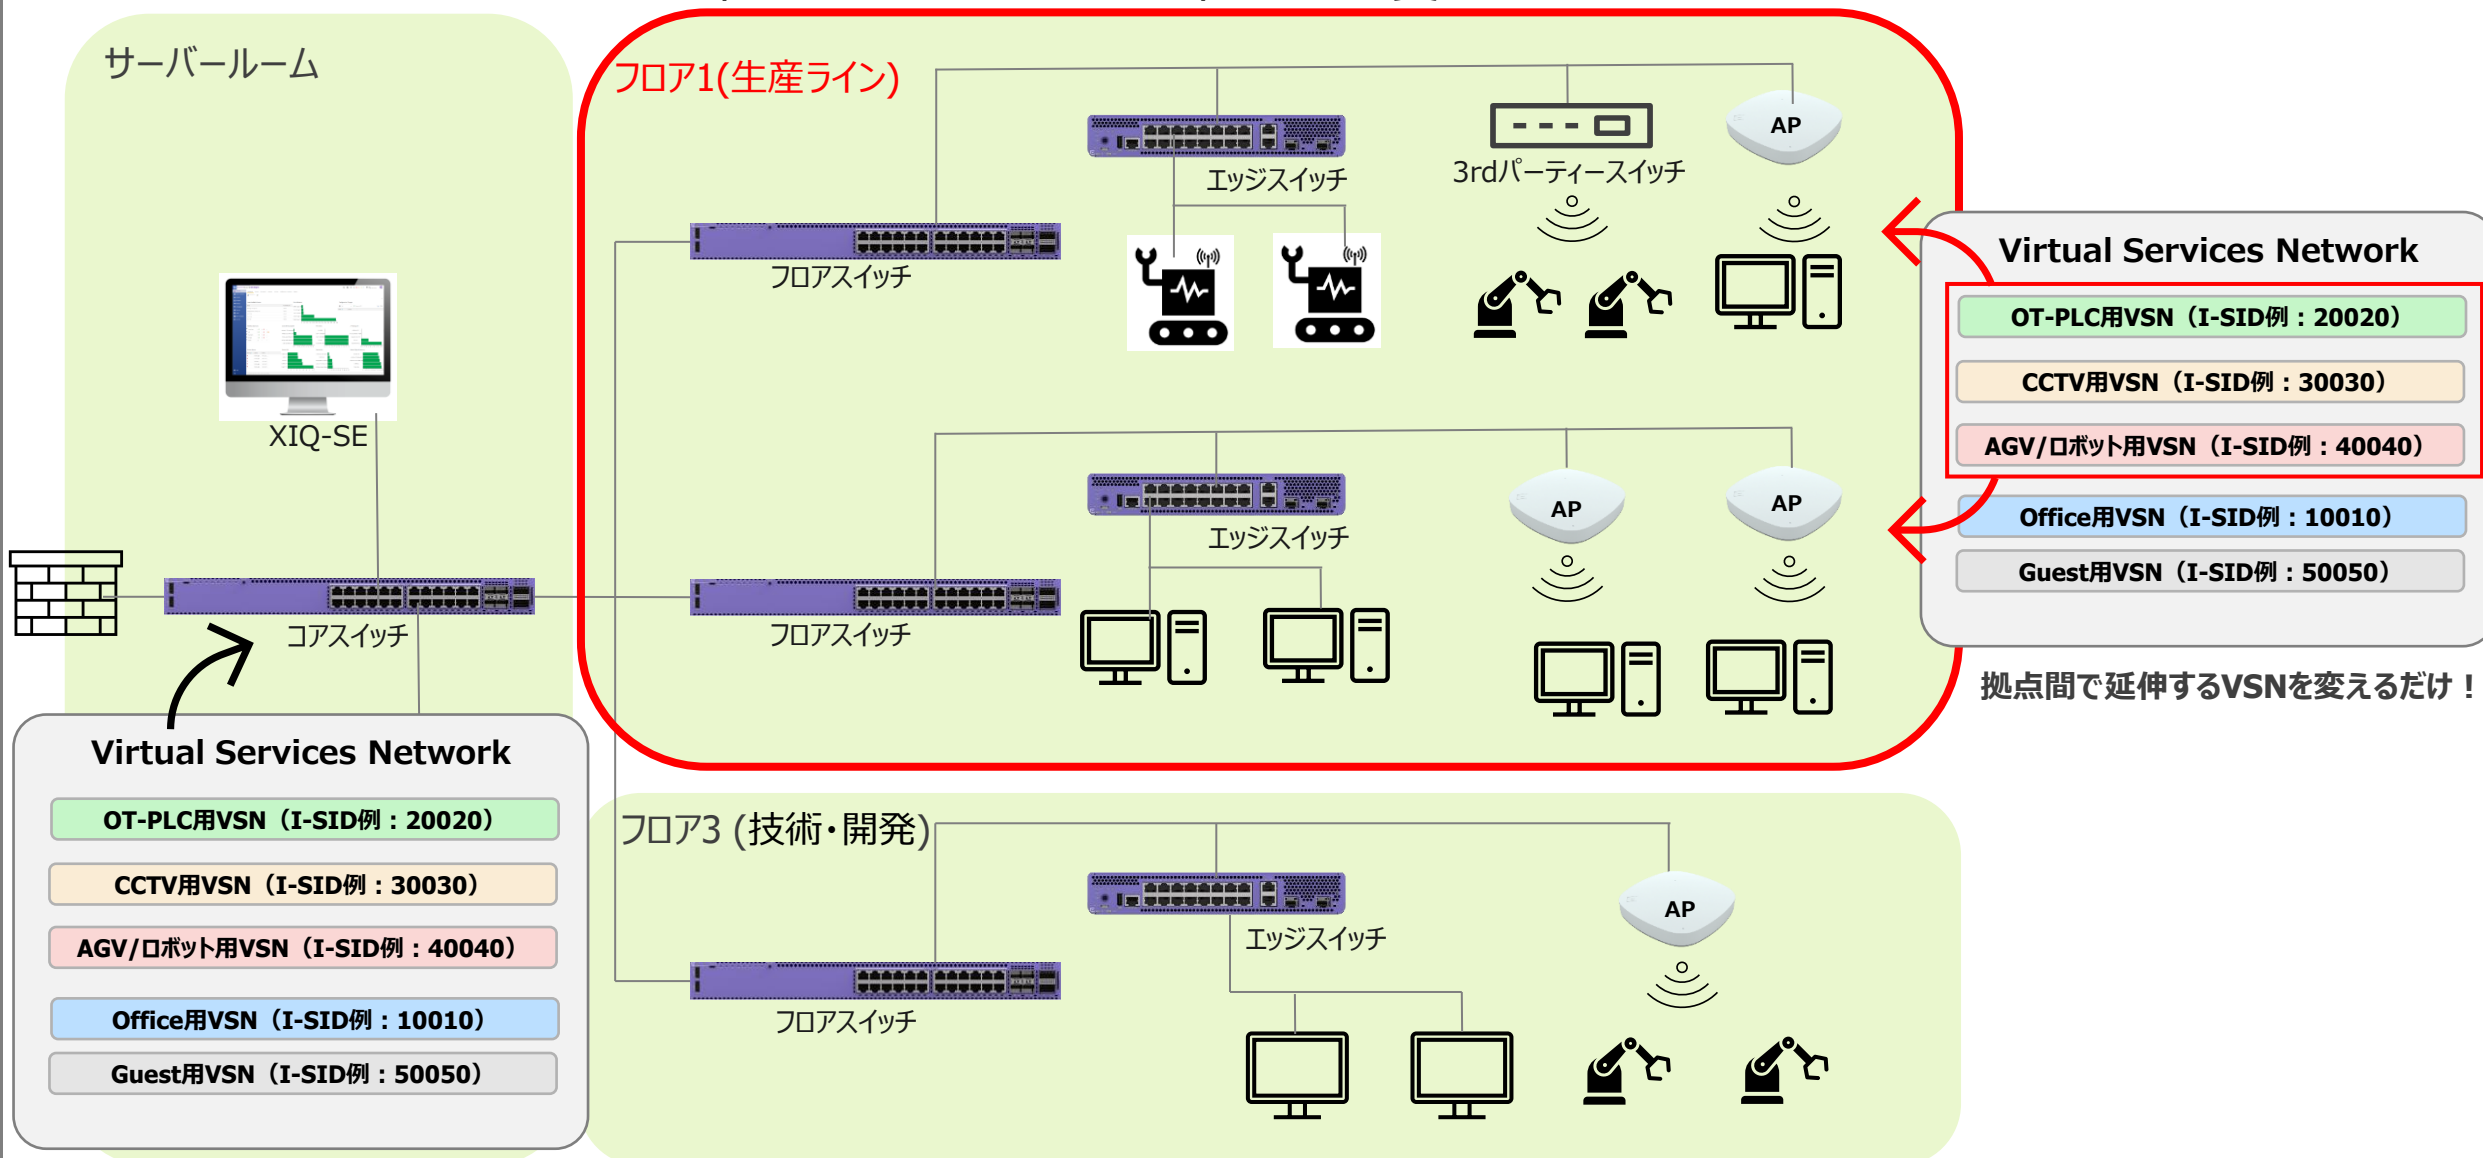 サーバールーム
フロア1(生産ライン)
エッジスイッチ
3rdパーティースイッチ
AP
フロアスイッチ
XIQ-SE
エッジスイッチ
AP
AP
フロアスイッチ
コアスイッチ
Virtual Services Network
OT-PLC用VSN（I-SID例：20020）
CCTV用VSN（I-SID例：30030）
AGV/ロボット用VSN（I-SID例：40040）
Office用VSN（I-SID例：10010）
Guest用VSN（I-SID例：50050）
拠点間で延伸するVSNを変えるだけ！
Virtual Services Network
OT-PLC用VSN（I-SID例：20020）
CCTV用VSN（I-SID例：30030）
AGV/ロボット用VSN（I-SID例：40040）
Office用VSN（I-SID例：10010）
Guest用VSN（I-SID例：50050）
フロア3 (技術・開発)
エッジスイッチ
AP
フロアスイッチ